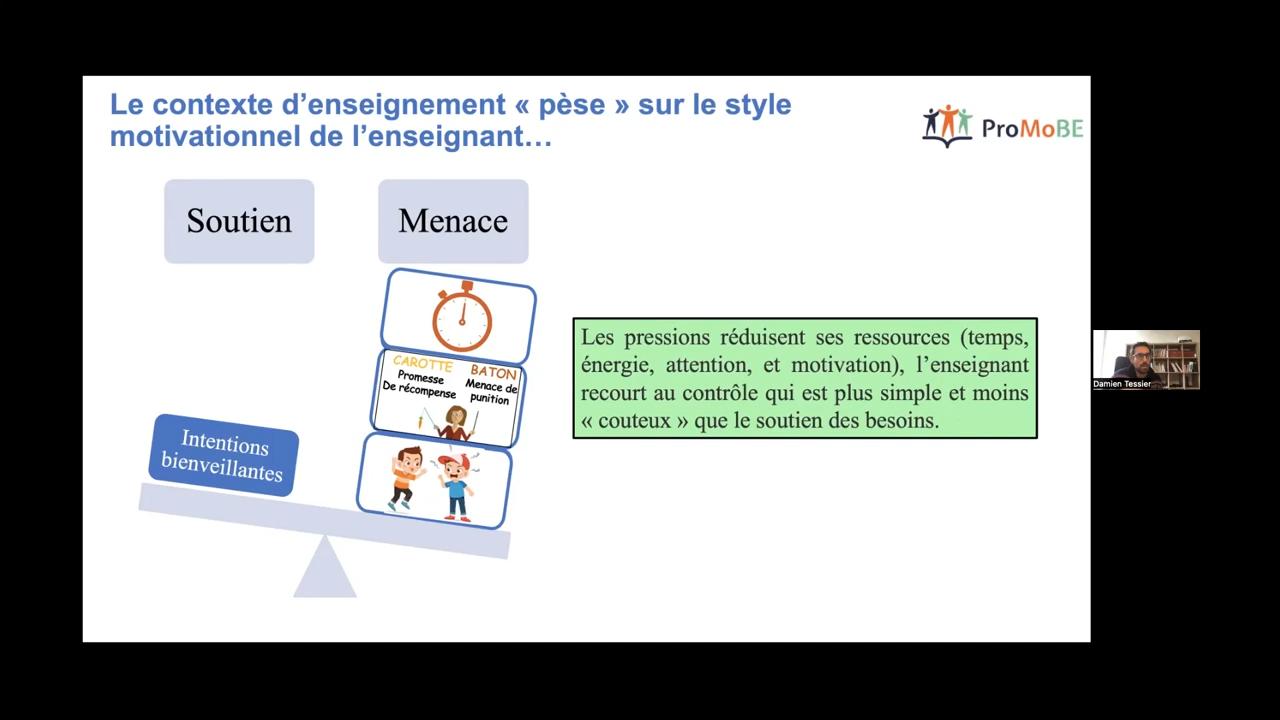 Le contexte d’enseignement « pèse » sur le style
motivationnel de l’enseignant…
ProMoBE
Soutien
Menace
CAROTTE
Promesse
De récompense
BATON
Menace de
punition
Intentions
bienveillantes
Les pressions réduisent ses ressources (temps,
énergie, attention, et motivation), l’enseignant
recourt au contrôle qui est plus simple et moins
« couteux » que le soutien des besoins.
Damien Tessier